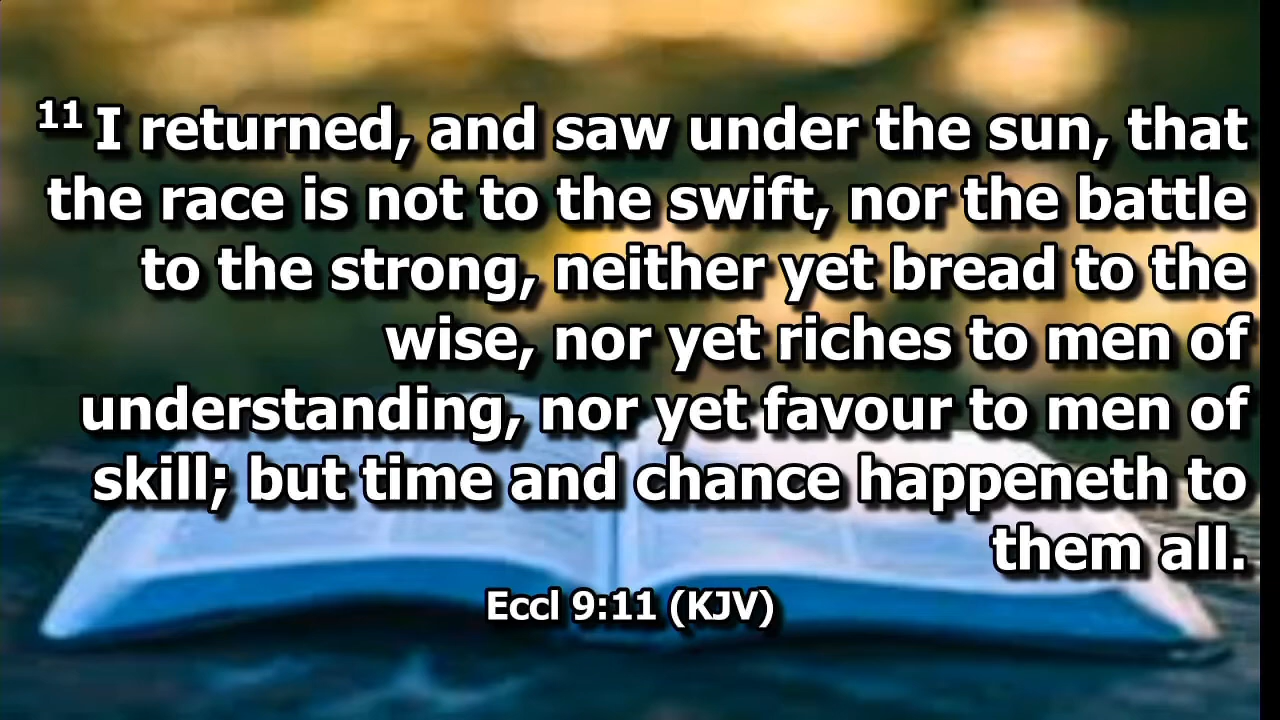 11 I returned, and saw under the sun, that
the race is not to the swift, nor the battle
to the strong, neither yet bread to the
wise, nor yet riches to men of
understanding, nor yet favour to men of
skill; but time and chance happeneth to
them all.
Eccl 9:11 (KJV)